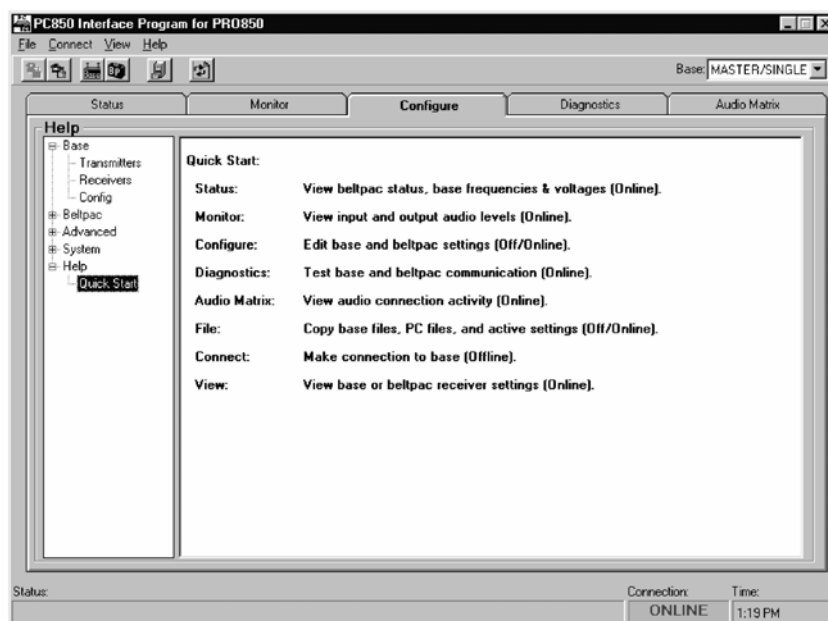 PC850 Interface Program for PRO850
File Connect View Help
Base: MASTER/SINGLE
Status Monitor Configure Diagnostics Audio Matrix
Help
Base
Transmitters
Receivers
Config
Beltpac
Advanced
System
Help
Quick Start
Quick Start:
Status: View beltpac status, base frequencies & voltages (Online).
Monitor: View input and output audio levels (Online).
Configure: Edit base and beltpac settings (Off/Online).
Diagnostics: Test base and beltpac communication (Online).
Audio Matrix: View audio connection activity (Online).
File: Copy base files, PC files, and active settings (Off/Online).
Connect: Make connection to base (Offline).
View: View base or beltpac receiver settings (Online).
Status: Connection: Time:
ONLINE 1:19 PM